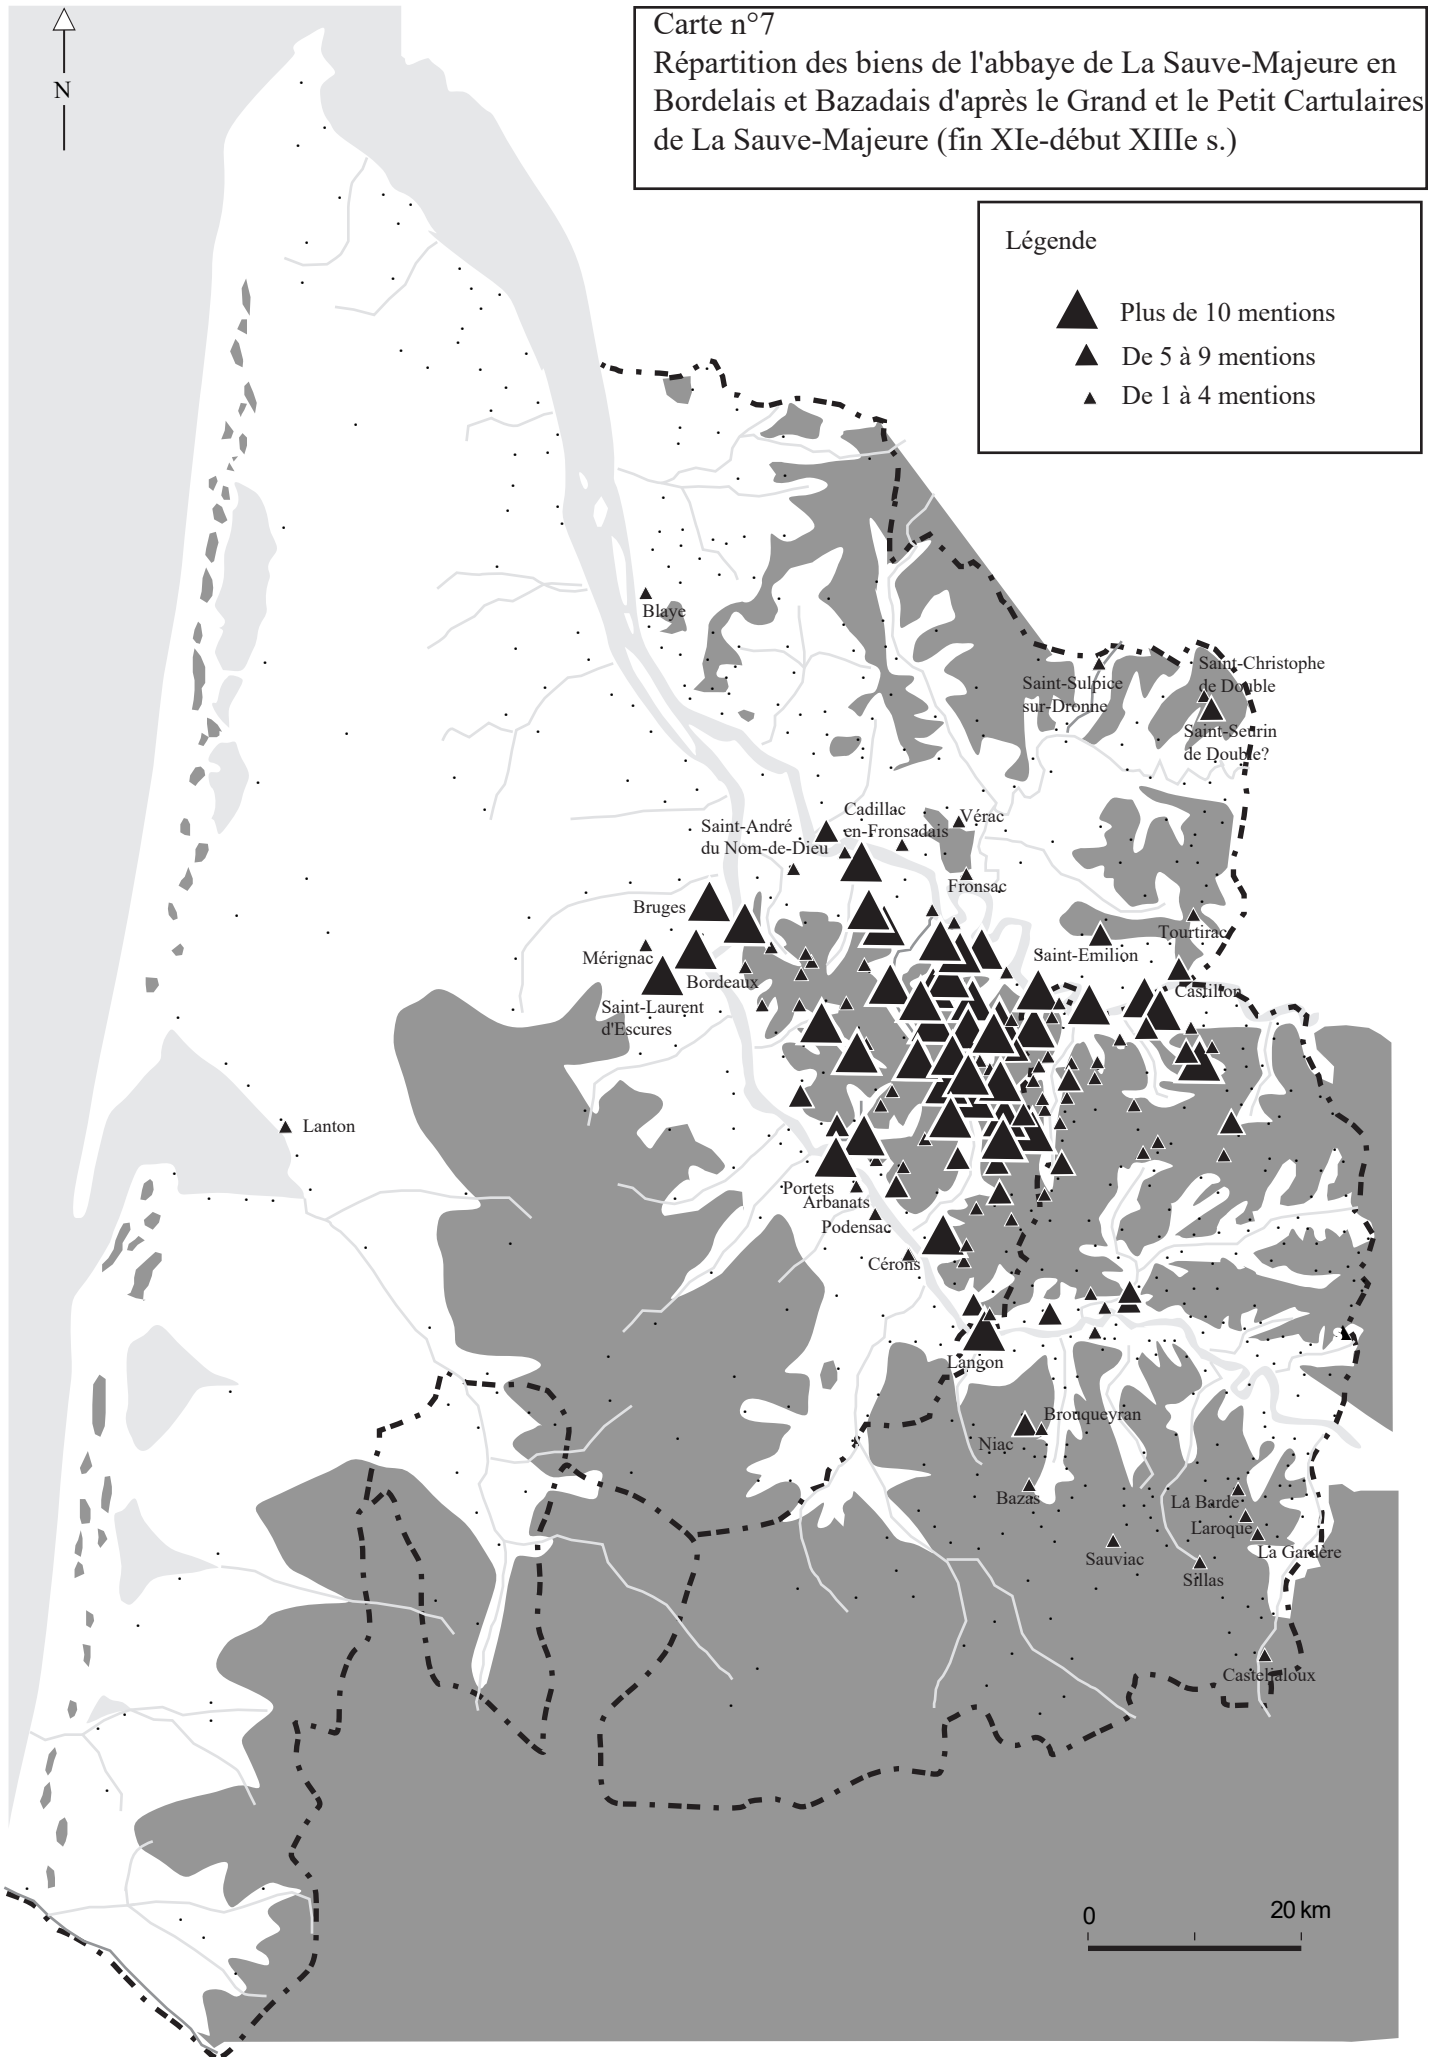 Carte n°7
Répartition des biens de l'abbaye de La Sauve-Majeure en
Bordelais et Bazadais d'après le Grand et le Petit Cartulaires
de La Sauve-Majeure (fin XIe-début XIIIe s.)
N
Légende
Plus de 10 mentions
De 5 à 9 mentions
De 1 à 4 mentions
Blaye
Saint-Christophe
de Double
Saint-Sulpice
sur-Dronne
Saint-Seurin
de Double?
Cadillac
en-Fronsadais
Vérac
Saint-André
du Nom-de-Dieu
Fronsac
Bruges
Tourtirac
Saint-Emilion
Mérignac
Bordeaux
Castillon
Saint-Laurent
d'Escures
Lanton
Portets
Arbanats
Podensac
Cérons
Langon
Brouqueyran
Niac
Bazas
La Barde
Laroque
La Gardère
Sauviac
Sillas
Casteljaloux
0
20 km